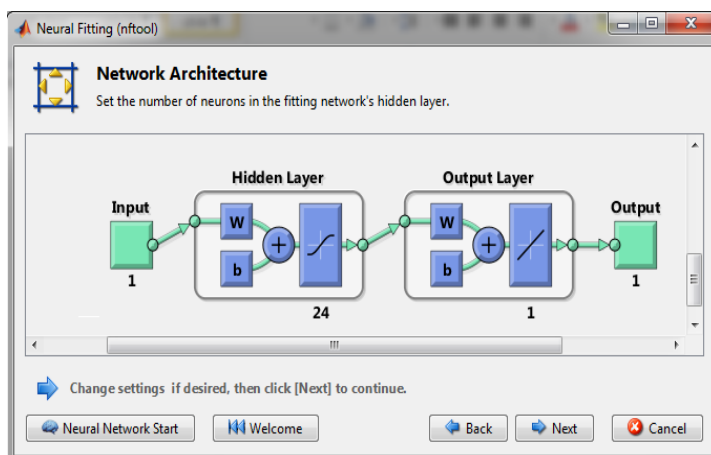 Neural Fitting (nftool)
Network Architecture
Set the number of neurons in the fitting network's hidden layer.
Hidden Layer
Output Layer
Input
Output
W
b
W
b
1
24
1
1
Change settings if desired, then click [Next] to continue.
Neural Network Start
Welcome
Back
Next
Cancel